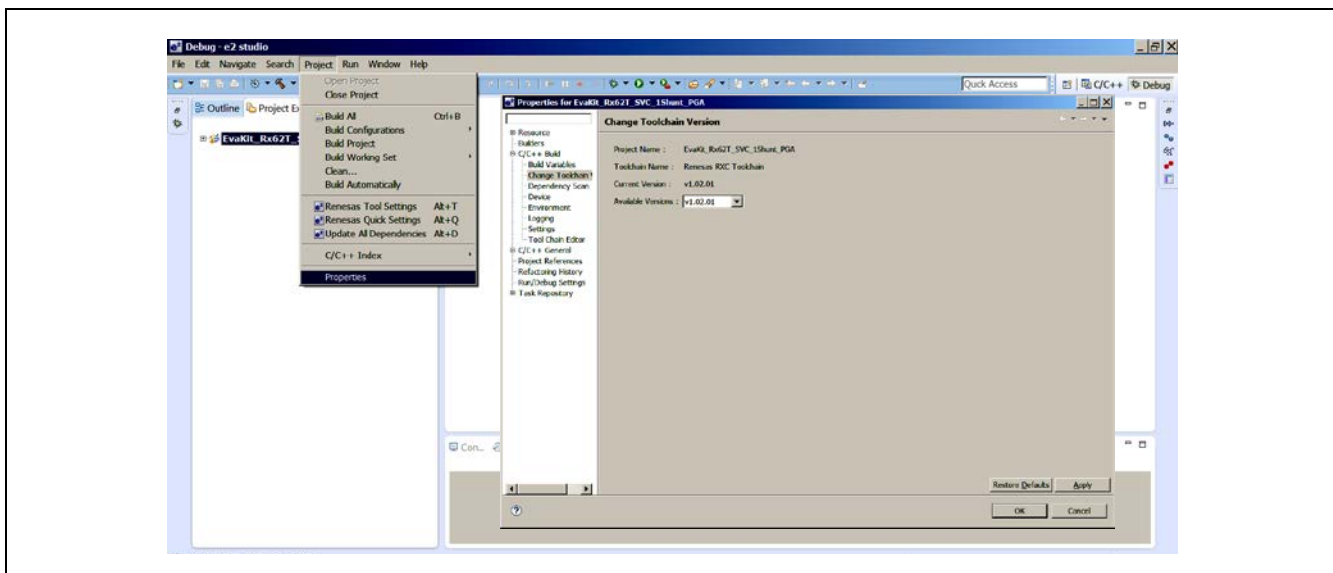 Debug - e2 studio
File Edit Navigate Search Project Run Window Help
Quick Access
C/C++
Debug
Outline
Project Ex
EvaKit_Rx62T_S
Open Project
Close Project
Build All Ctrl+B
Build Configurations
Build Project
Build Working Set
Clean...
Build Automatically
Renesas Tool Settings Alt+T
Renesas Quick Settings Alt+Q
Update All Dependencies Alt+D
C/C++ Index
Properties
Properties for EvaKit_Rx62T_SVC_1Shunt_PGA
Resource
Builders
C/C++ Build
Build Variables
Change Toolchain V
Dependency Scan
Device
Environment
Logging
Settings
Tool Chain Editor
C/C++ General
Project References
Refactoring History
Run/Debug Settings
Task Repository
Change Toolchain Version
Project Name : EvaKit_Rx62T_SVC_1Shunt_PGA
Toolchain Name : Renesas RXC Toolchain
Current Version : v1.02.01
Available Versions : v1.02.01
Con...
Restore Defaults
Apply
OK
Cancel